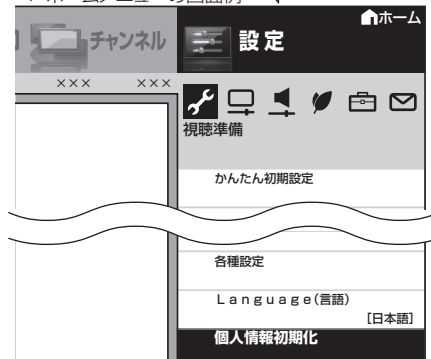 ホーム
チャンネル
設定
××× ×××
視聴準備
かんたん初期設定
各種設定
Language(言語)
[日本語]
個人情報初期化